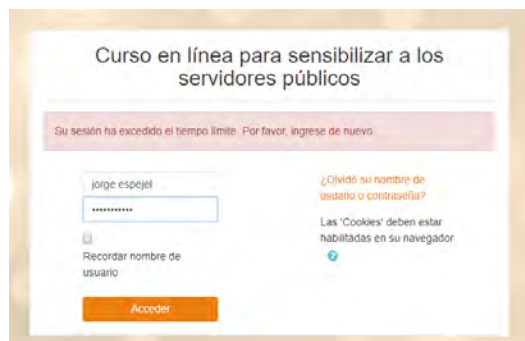 Curso en línea para sensibilizar a los
servidores públicos
Su sesión ha excedido el tiempo límite. Por favor, ingrese de nuevo.
jorge espejel
•••••••••••
Recordar nombre de
usuario
Acceder
¿Olvidó su nombre de
usuario o contraseña?
Las 'Cookies' deben estar
habilitadas en su navegador
?